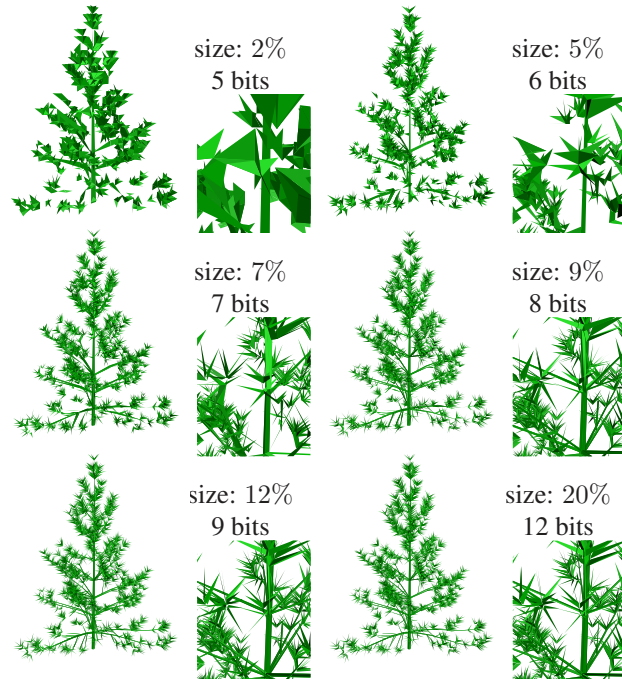 size: 2%
5 bits
size: 5%
6 bits
size: 7%
7 bits
size: 9%
8 bits
size: 12%
9 bits
size: 20%
12 bits